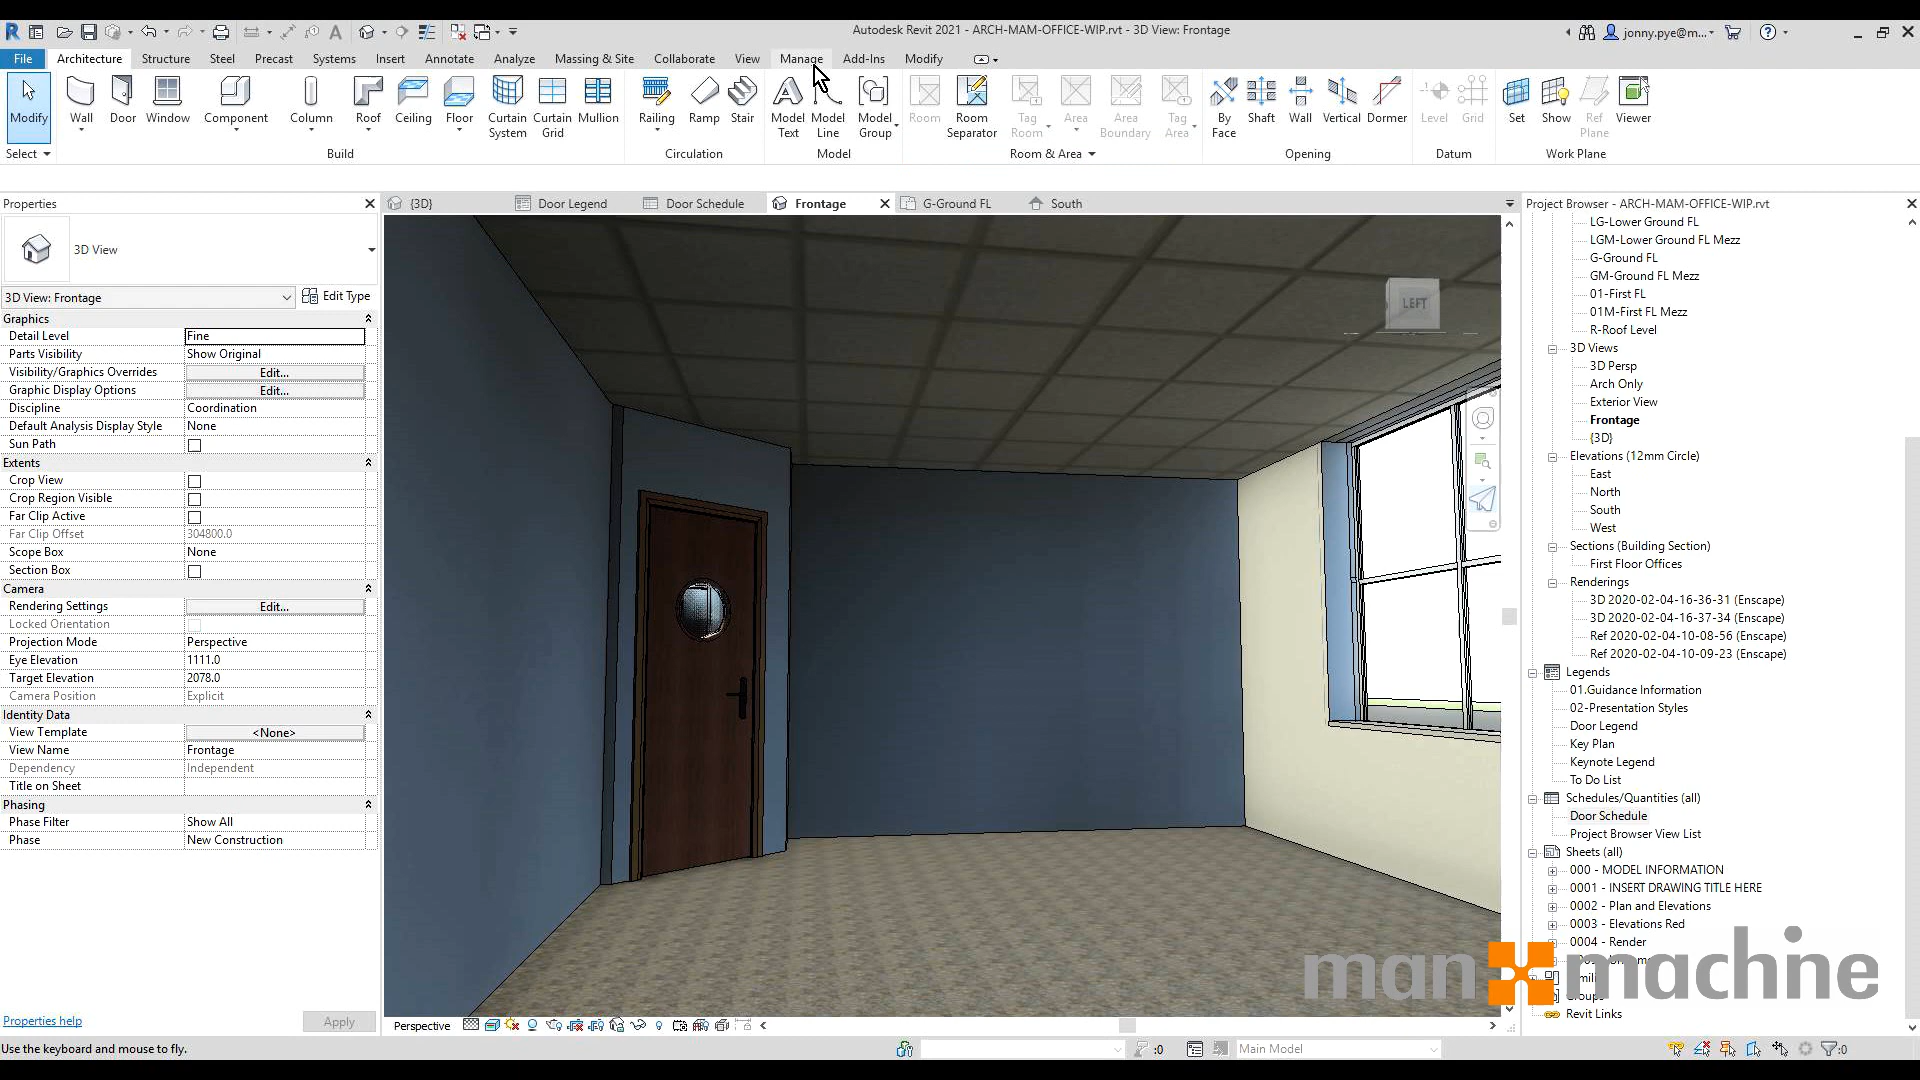 Autodesk Revit 2021 - ARCH-MAM-OFFICE-WIP.rvt - 3D View: Frontage
jonny.pye@m...
File Architecture Structure Steel Precast Systems Insert Annotate Analyze Massing & Site Collaborate View Manage Add-Ins Modify
Modify Wall Door Window Component Column Roof Ceiling Floor Curtain System Curtain Grid Mullion Railing Ramp Stair Model Text Model Line Model Group Room Room Separator Tag Room Area Area Boundary Tag Area By Face Shaft Wall Vertical Dormer Level Grid Set Show Ref Plane Viewer
Select Build Circulation Model Room & Area Opening Datum Work Plane
Properties
{3D} Door Legend Door Schedule Frontage G-Ground FL South
3D View
3D View: Frontage Edit Type
Graphics
Detail Level Fine
Parts Visibility Show Original
Visibility/Graphics Overrides Edit...
Graphic Display Options Edit...
Discipline Coordination
Default Analysis Display Style None
Sun Path
Extents
Crop View
Crop Region Visible
Far Clip Active
Far Clip Offset 304800.0
Scope Box None
Section Box
Camera
Rendering Settings Edit...
Locked Orientation
Projection Mode Perspective
Eye Elevation 1111.0
Target Elevation 2078.0
Camera Position Explicit
Identity Data
View Template <None>
View Name Frontage
Dependency Independent
Title on Sheet
Phasing
Phase Filter Show All
Phase New Construction
Properties help Apply
LEFT
Perspective
Project Browser - ARCH-MAM-OFFICE-WIP.rvt
LG-Lower Ground FL
LGM-Lower Ground FL Mezz
G-Ground FL
GM-Ground FL Mezz
01-First FL
01M-First FL Mezz
R-Roof Level
3D Views
3D Persp
Arch Only
Exterior View
Frontage
{3D}
Elevations (12mm Circle)
East
North
South
West
Sections (Building Section)
First Floor Offices
Renderings
3D 2020-02-04-16-36-31 (Enscape)
3D 2020-02-04-16-37-34 (Enscape)
Ref 2020-02-04-10-08-56 (Enscape)
Ref 2020-02-04-10-09-23 (Enscape)
Legends
01.Guidance Information
02-Presentation Styles
Door Legend
Key Plan
Keynote Legend
To Do List
Schedules/Quantities (all)
Door Schedule
Project Browser View List
Sheets (all)
000 - MODEL INFORMATION
0001 - INSERT DRAWING TITLE HERE
0002 - Plan and Elevations
0003 - Elevations Red
0004 - Render
Groups
Revit Links
man machine
Use the keyboard and mouse to fly.
:0 Main Model :0